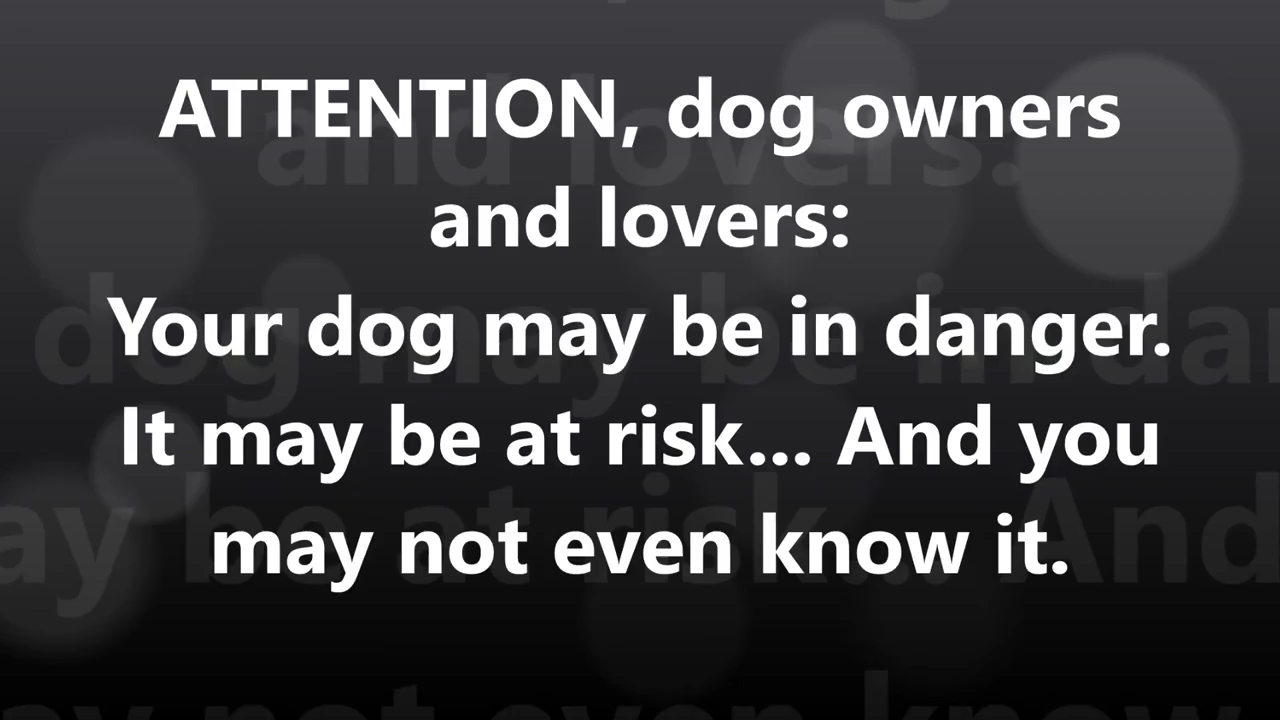 ATTENTION, dog owners
and lovers:
Your dog may be in danger.
It may be at risk... And you
may not even know it.